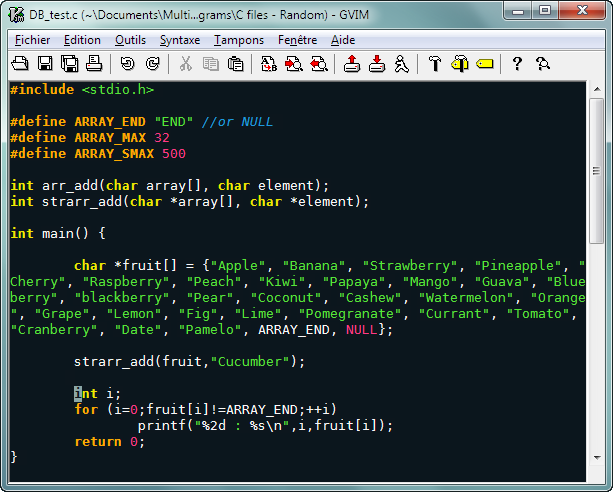 DB_test.c (~\Documents\Multi...grams\C files - Random) - GVIM
Fichier Edition Outils Syntaxe Tampons Fenêtre Aide
#include <stdio.h>
#define ARRAY_END "END" //or NULL
#define ARRAY_MAX 32
#define ARRAY_SMAX 500
int arr_add(char array[], char element);
int strarr_add(char *array[], char *element);
int main() {
char *fruit[] = {"Apple", "Banana", "Strawberry", "Pineapple", "
Cherry", "Raspberry", "Peach", "Kiwi", "Papaya", "Mango", "Guava", "Blue
berry", "blackberry", "Pear", "Coconut", "Cashew", "Watermelon", "Orange
", "Grape", "Lemon", "Fig", "Lime", "Pomegranate", "Currant", "Tomato",
"Cranberry", "Date", "Pamelo", ARRAY_END, NULL};
strarr_add(fruit,"Cucumber");
int i;
for (i=0;fruit[i]!=ARRAY_END;++i)
printf("%2d : %s\n",i,fruit[i]);
return 0;
}